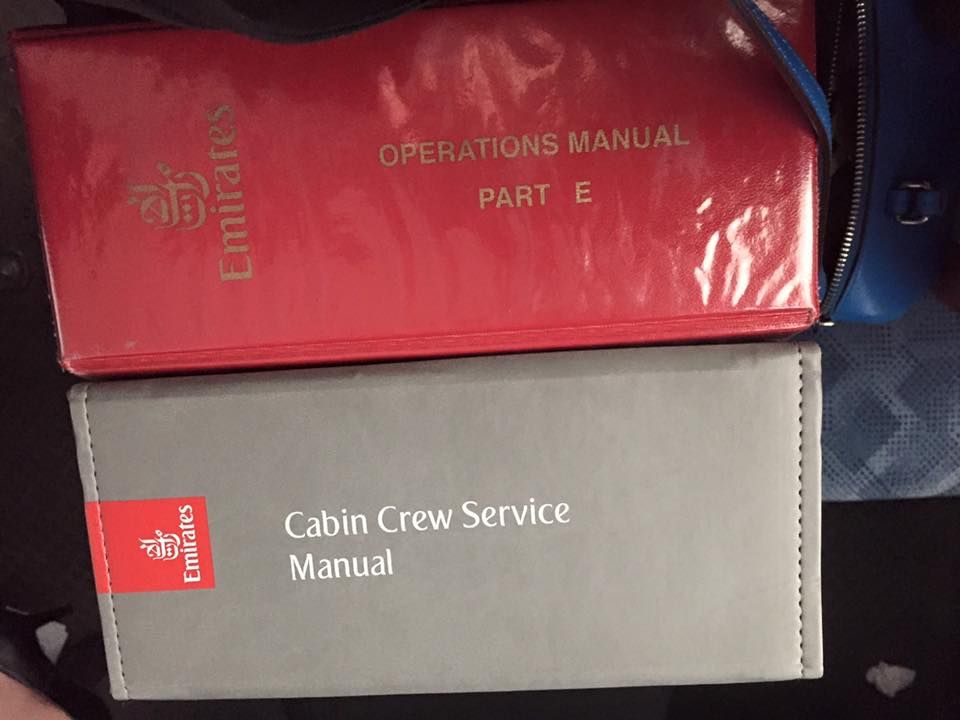 Emirates
OPERATIONS MANUAL
PART E
Emirates
Cabin Crew Service
Manual